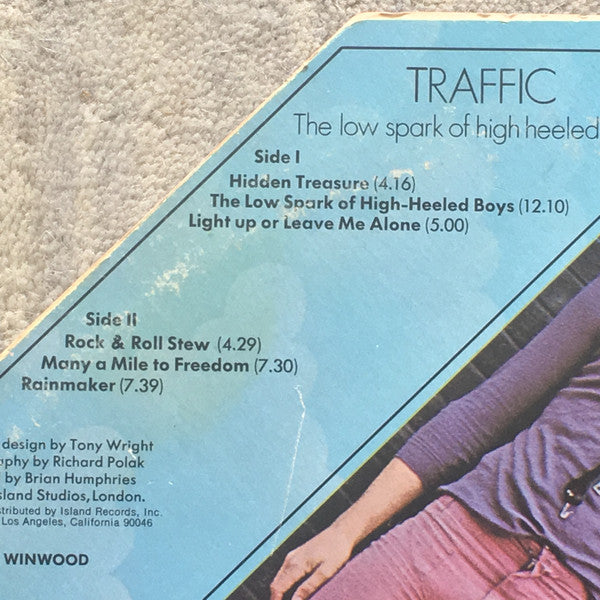 TRAFFIC
The low spark of high heeled
Side I
Hidden Treasure (4.16)
The Low Spark of High-Heeled Boys (12.10)
Light up or Leave Me Alone (5.00)
Side II
Rock & Roll Stew (4.29)
Many a Mile to Freedom (7.30)
Rainmaker (7.39)
design by Tony Wright
by Richard Polak
by Brian Humphries
Studios, London.
by Island Records, Inc.
Los Angeles, California 90046
WINWOOD